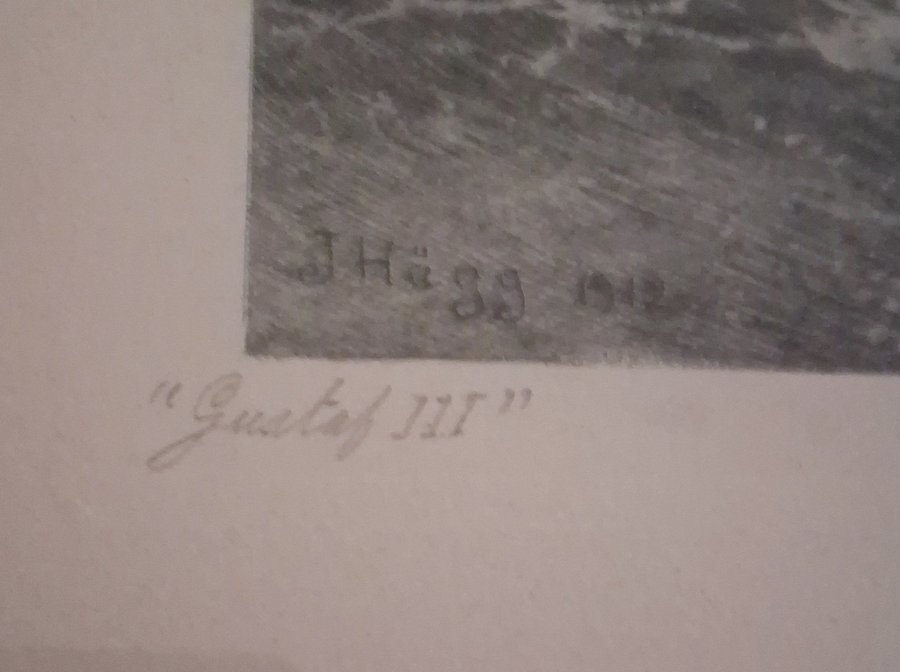 J Hägg 1912
"Gustaf III"